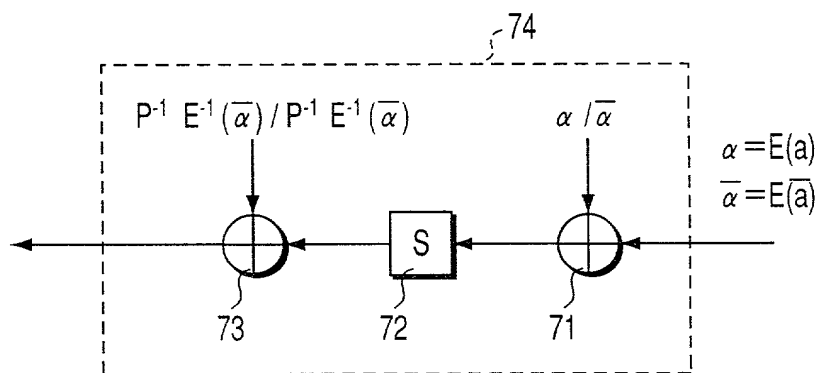 74
P⁻¹ E⁻¹(α̅) / P⁻¹ E⁻¹(α̅)
α / α̅
α = E(a)
α̅ = E(a̅)
S
73
72
71